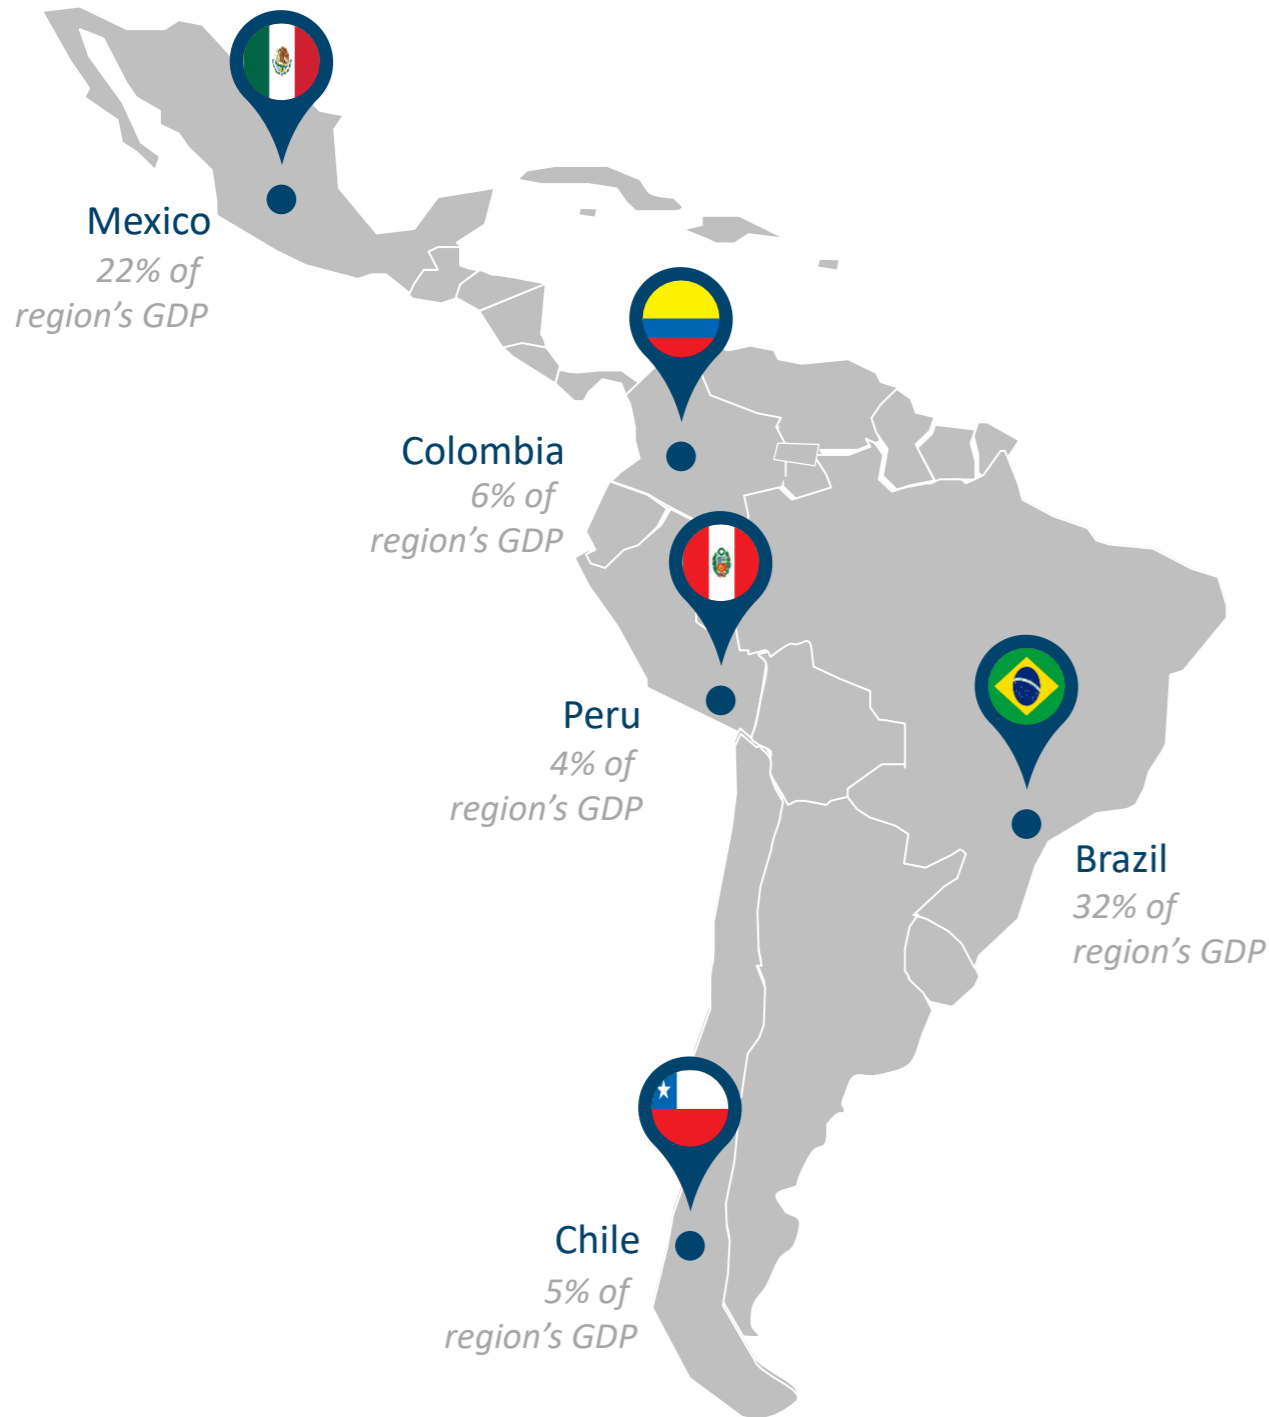 Mexico
22% of
region’s GDP
Colombia
6% of
region’s GDP
Peru
4% of
region’s GDP
Brazil
32% of
region’s GDP
Chile
5% of
region’s GDP